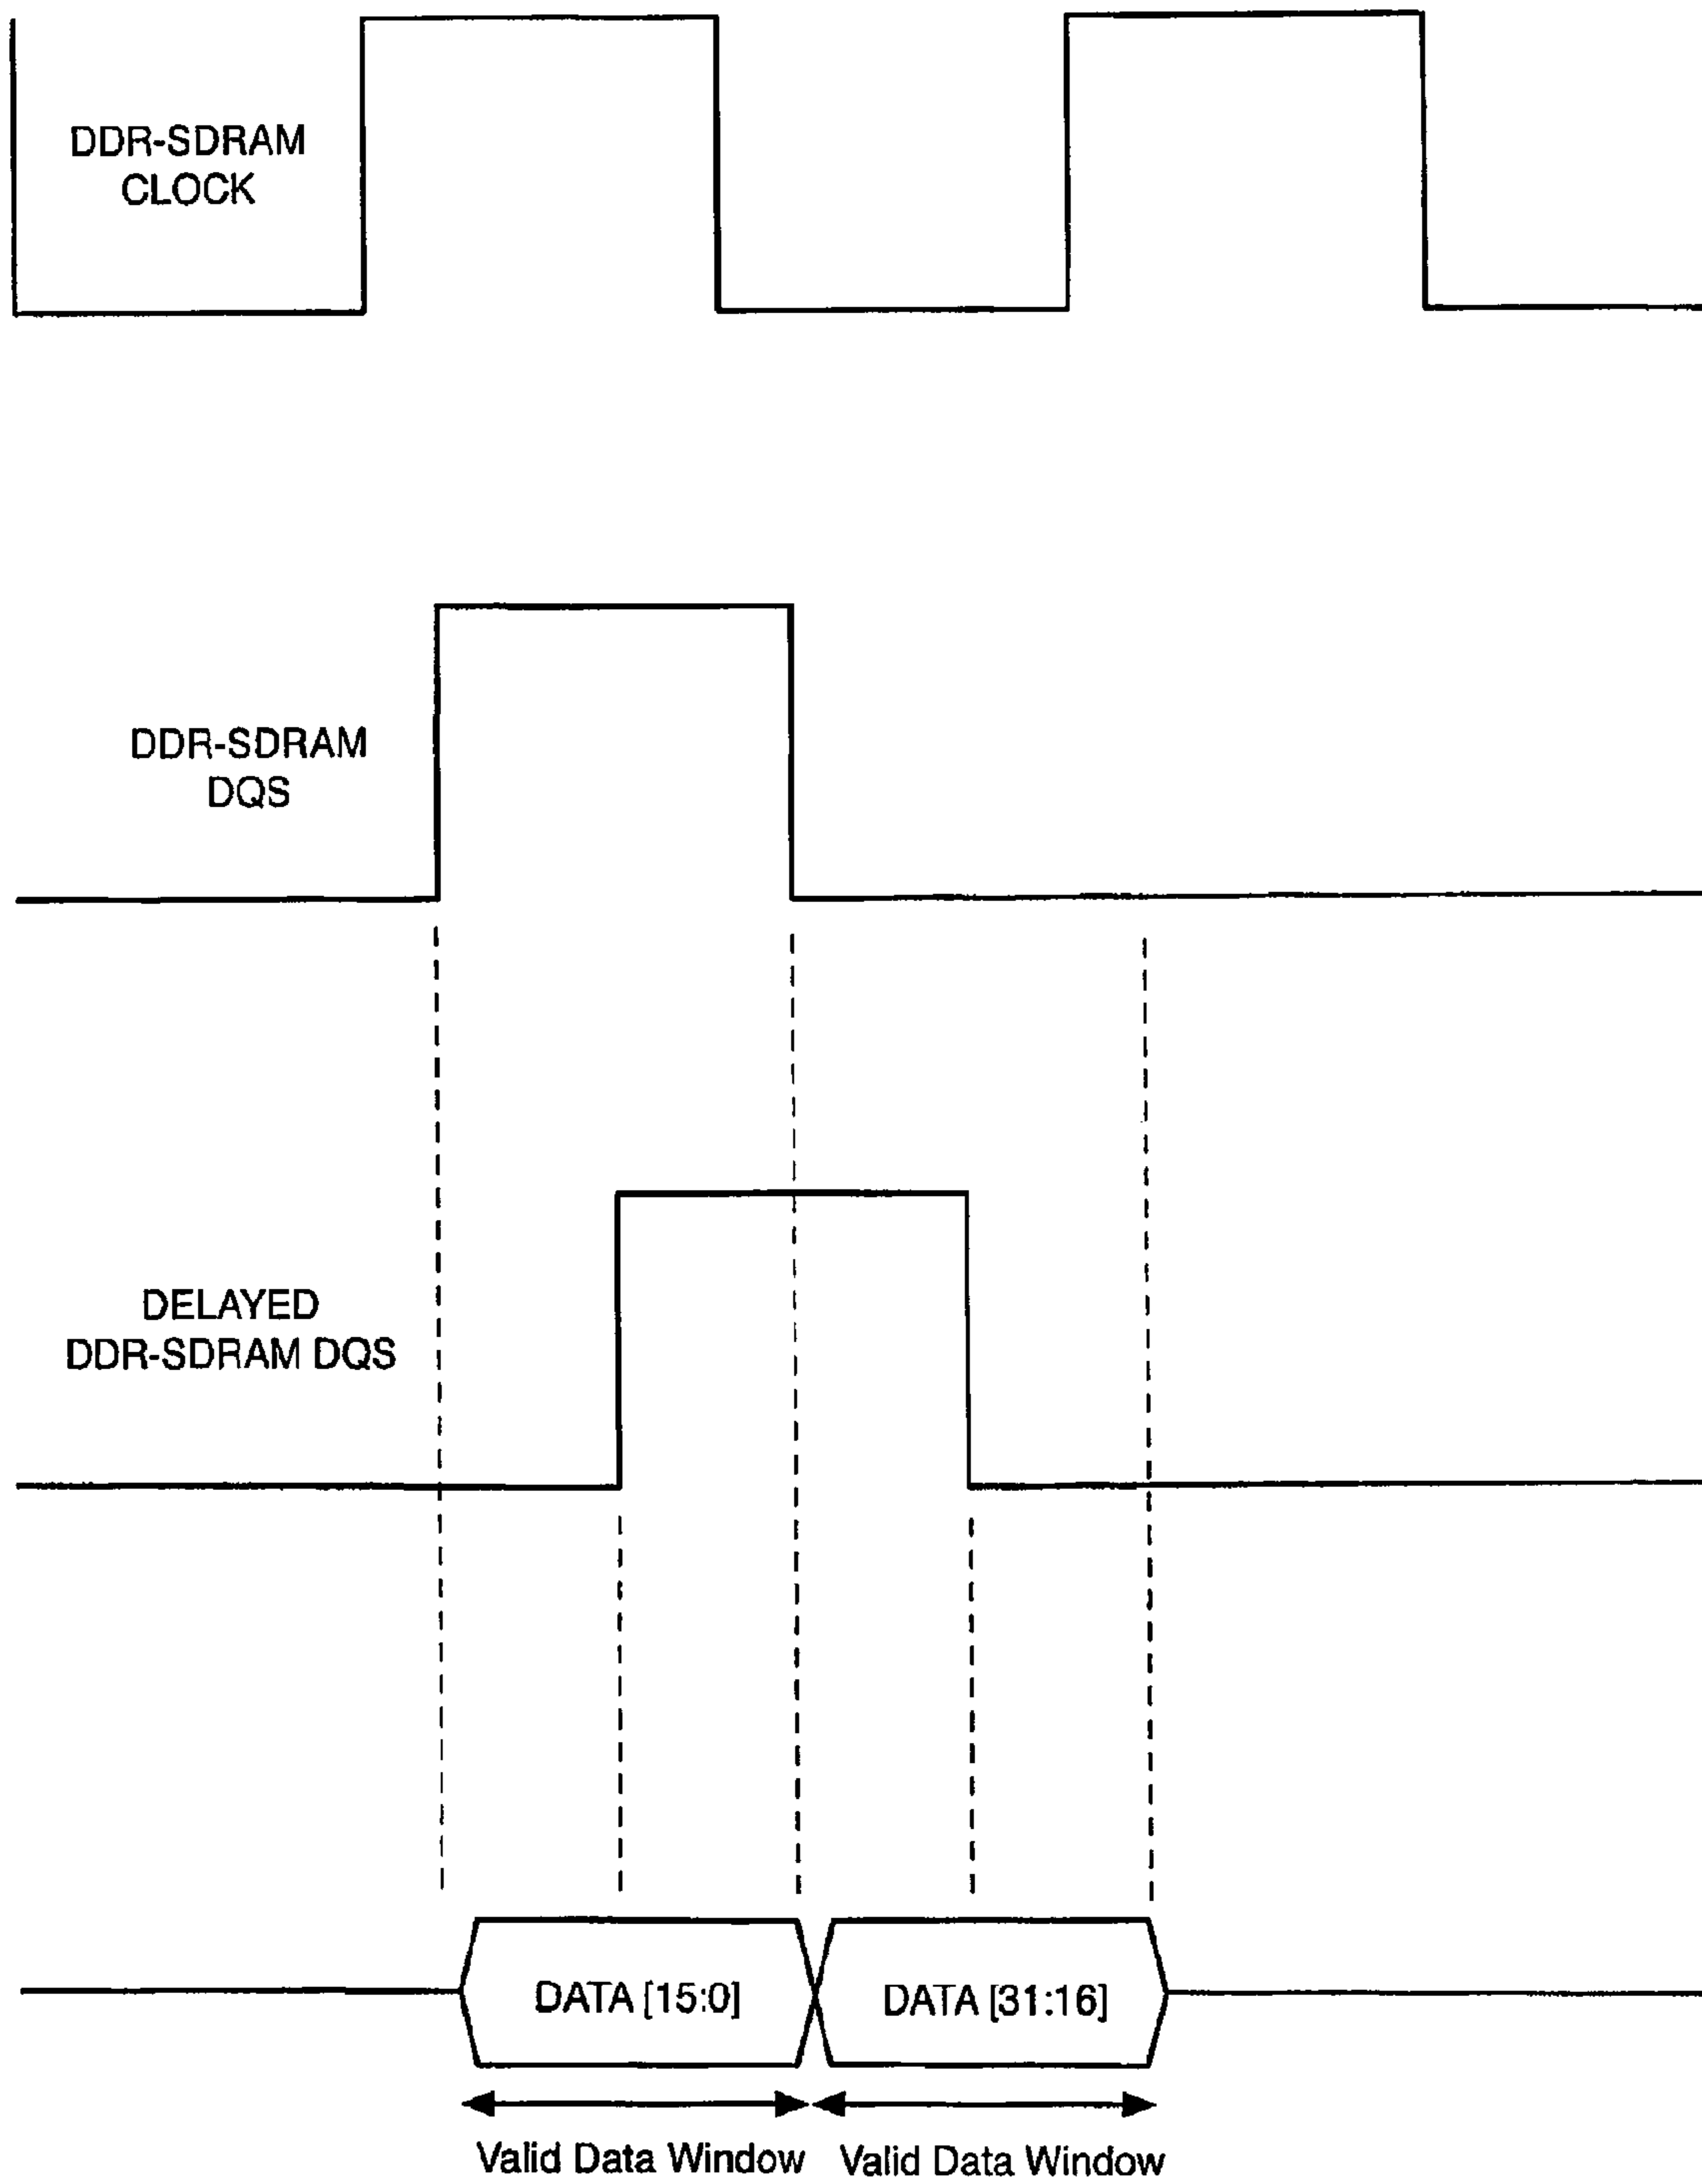 DDR-SDRAM
CLOCK
DDR-SDRAM
DQS
DELAYED
DDR-SDRAM DQS
DATA [15:0]
DATA [31:16]
Valid Data Window
Valid Data Window